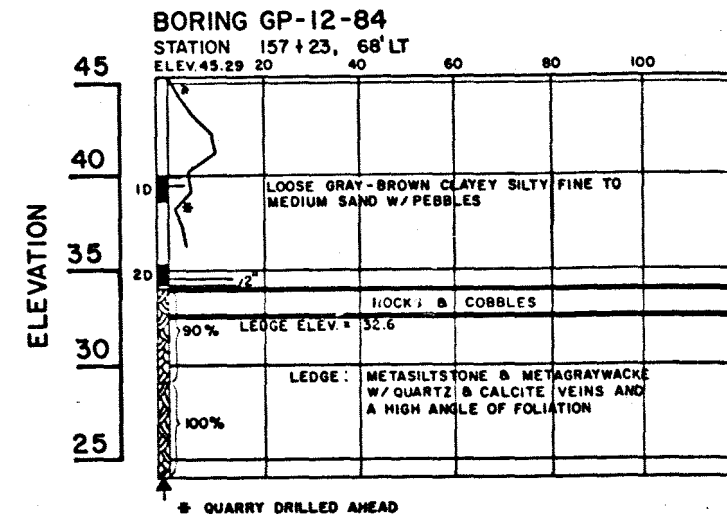 BORING GP-12-84
STATION 157+23, 68' LT
ELEV. 45.29 20 40 60 80 100
45
40
1D
LOOSE GRAY-BROWN CLAYEY SILTY FINE TO
MEDIUM SAND W/PEBBLES
*
35
2D
/2"
ROCKS & COBBLES
90% LEDGE ELEV. = 32.6
30
LEDGE: METASILTSTONE & METAGRAYWACKE
W/QUARTZ & CALCITE VEINS AND
A HIGH ANGLE OF FOLIATION
100%
25
ELEVATION
* QUARRY DRILLED AHEAD